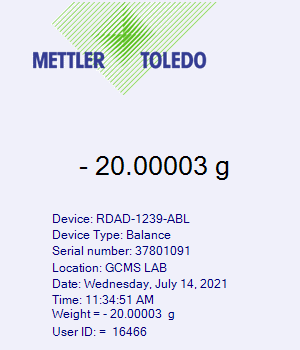 METTLER TOLEDO
- 20.00003 g
Device: RDAD-1239-ABL
Device Type: Balance
Serial number: 37801091
Location: GCMS LAB
Date: Wednesday, July 14, 2021
Time: 11:34:51 AM
Weight = - 20.00003 g
User ID: = 16466